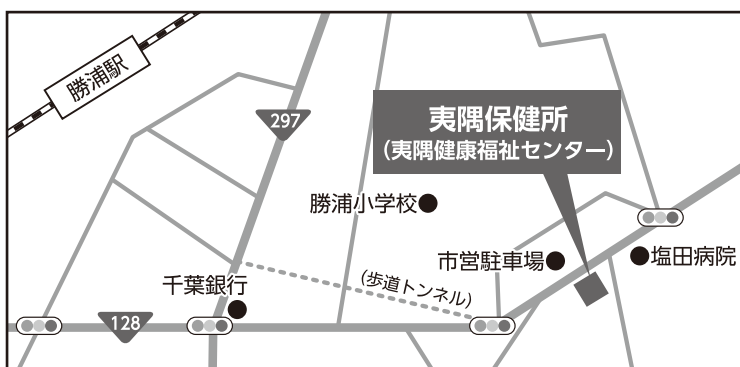 勝浦駅
297
夷隅保健所
(夷隅健康福祉センター)
勝浦小学校
市営駐車場
塩田病院
千葉銀行
(歩道トンネル)
128